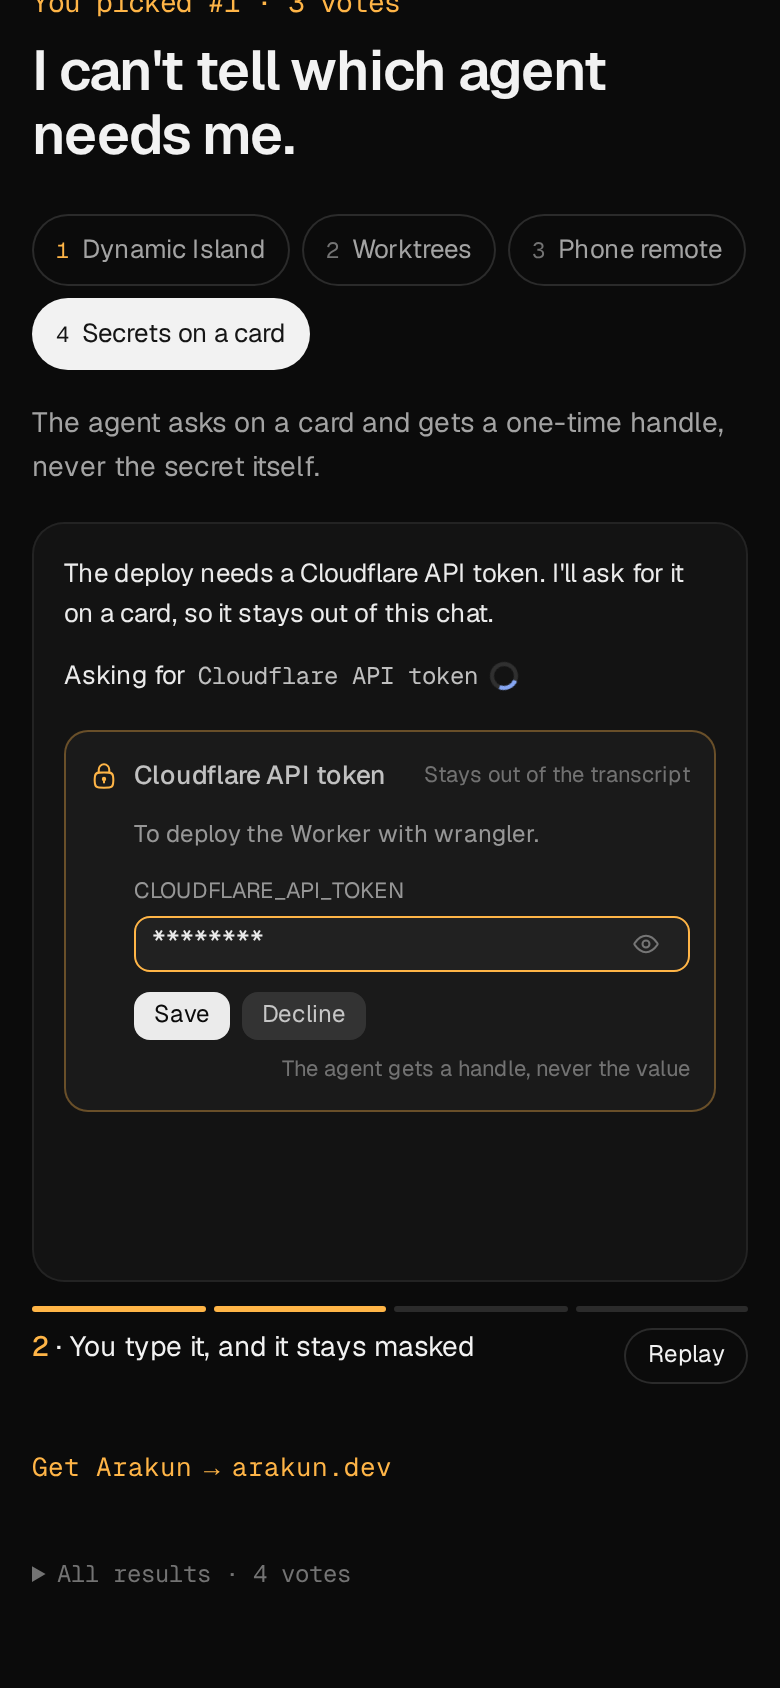 You picked #1 · 3 votes
I can't tell which agent
needs me.
1 Dynamic Island
2 Worktrees
3 Phone remote
4 Secrets on a card
The agent asks on a card and gets a one-time handle,
never the secret itself.
The deploy needs a Cloudflare API token. I'll ask for it
on a card, so it stays out of this chat.
Asking for Cloudflare API token
Cloudflare API token
Stays out of the transcript
To deploy the Worker with wrangler.
CLOUDFLARE_API_TOKEN
********
Save
Decline
The agent gets a handle, never the value
2 · You type it, and it stays masked
Replay
Get Arakun → arakun.dev
▶ All results · 4 votes